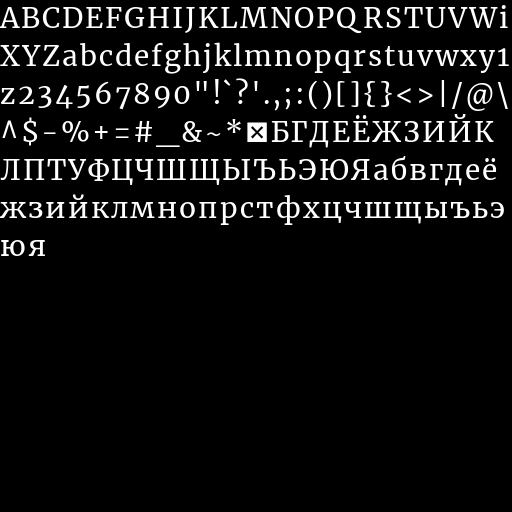 ABCDEFGHIJKLMNOPQRSTUVWi
XYZabcdefghjklmnopqrstuvwxy1
z234567890"!`?'.,;:()[]{}<>|/@\
^$-%+=#_&~*☒БГДЕЁЖЗИЙК
ЛПТУФЦЧШЩЫЪЬЭЮЯабвгдеё
жзийклмнопрстфхцчшщыъьэ
юя